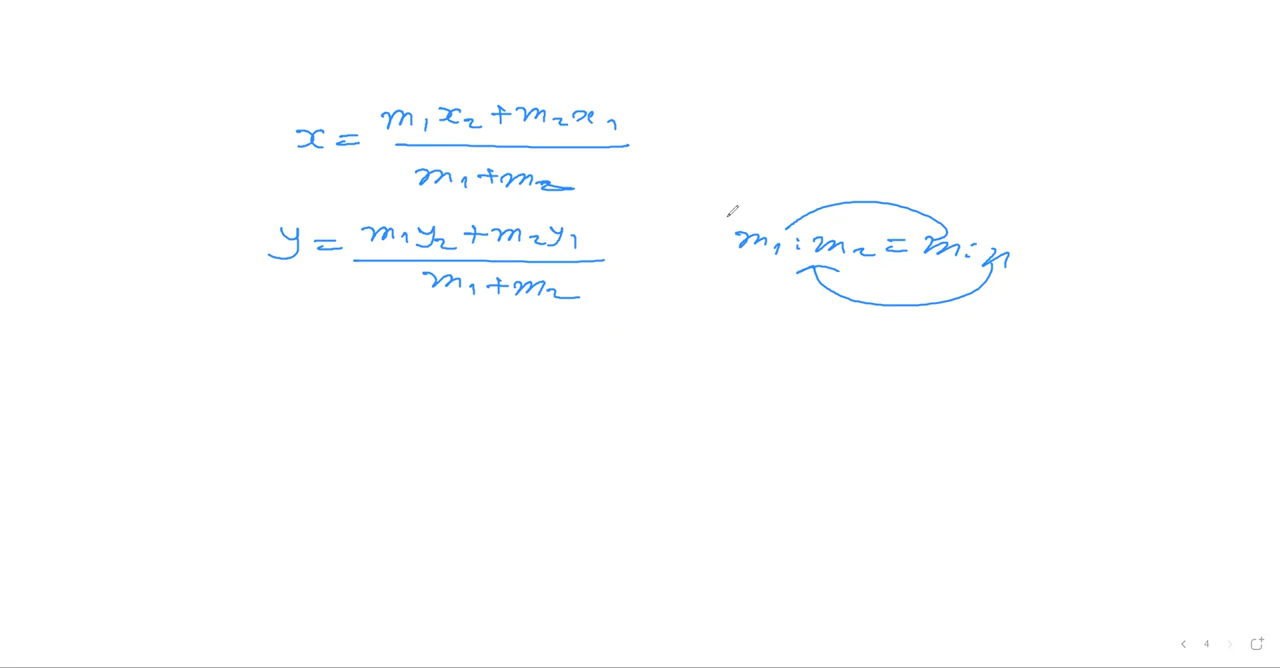 x = (m₁x₂ + m₂x₁) / (m₁ + m₂)
y = (m₁y₂ + m₂y₁) / (m₁ + m₂)
m₁ : m₂ = m : n
4